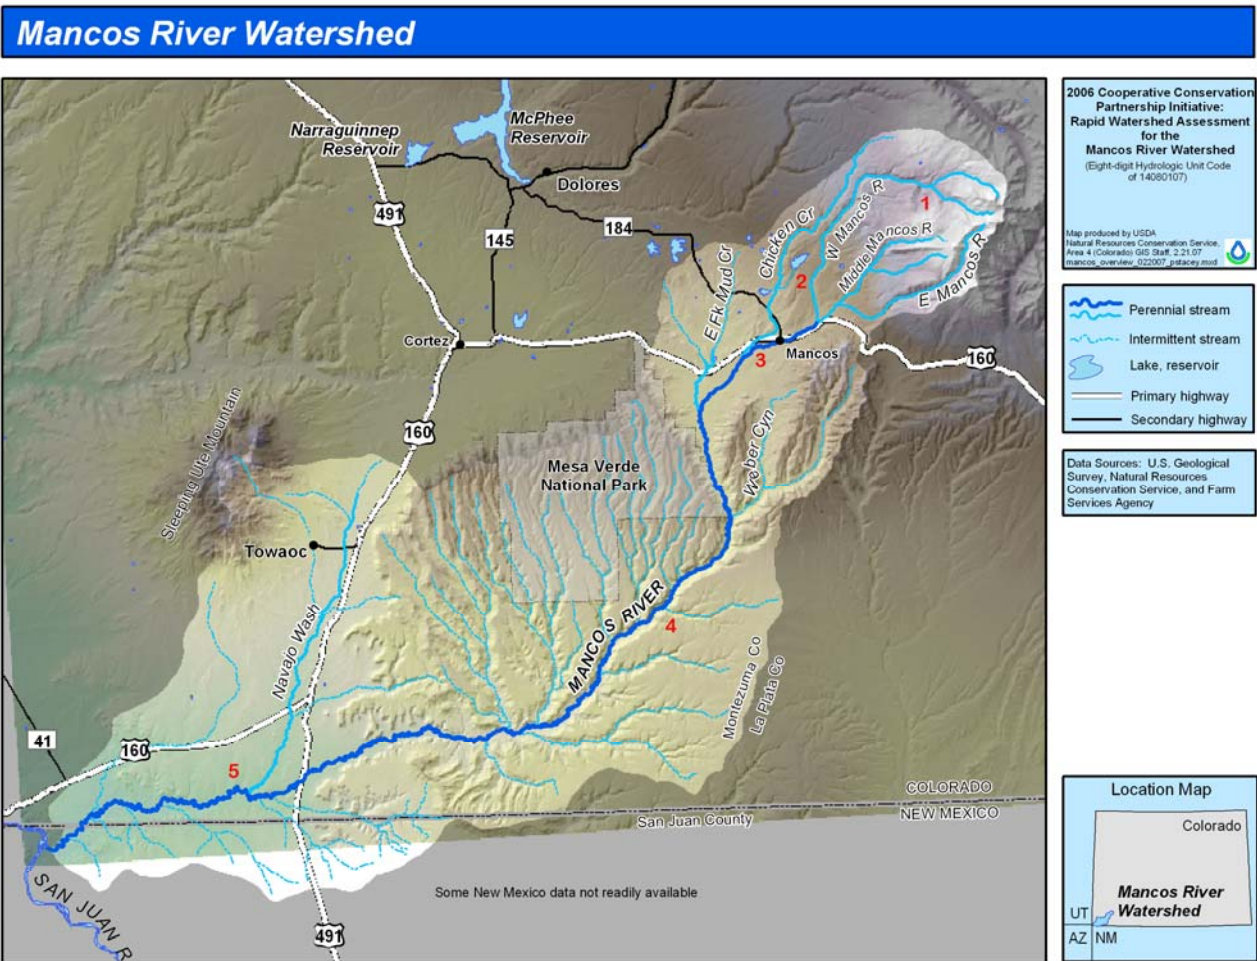 Mancos River Watershed
Narraguinnep
Reservoir
McPhee
Reservoir
Dolores
491
145
184
Chicken Cr
W Mancos R
Middle Mancos R
E Mancos R
E Fk Mud Cr
1
2
Cortez
3
Mancos
160
160
Sleeping Ute Mountain
Mesa Verde
National Park
Weber Cyn
Towaoc
Navajo Wash
MANCOS RIVER
4
Montezuma Co
La Plata Co
41
160
5
COLORADO
NEW MEXICO
San Juan County
SAN JUAN R
491
Some New Mexico data not readily available
2006 Cooperative Conservation
Partnership Initiative:
Rapid Watershed Assessment
for the
Mancos River Watershed
(Eight-digit Hydrologic Unit Code
of 14080107)
Map produced by USDA
Natural Resources Conservation Service,
Area 4 (Colorado) GIS Staff, 2.21.07
mancos_overview_022007_pstacey.mxd
Perennial stream
Intermittent stream
Lake, reservoir
Primary highway
Secondary highway
Data Sources: U.S. Geological
Survey, Natural Resources
Conservation Service, and Farm
Services Agency
Location Map
Colorado
Mancos River
Watershed
UT
AZ
NM